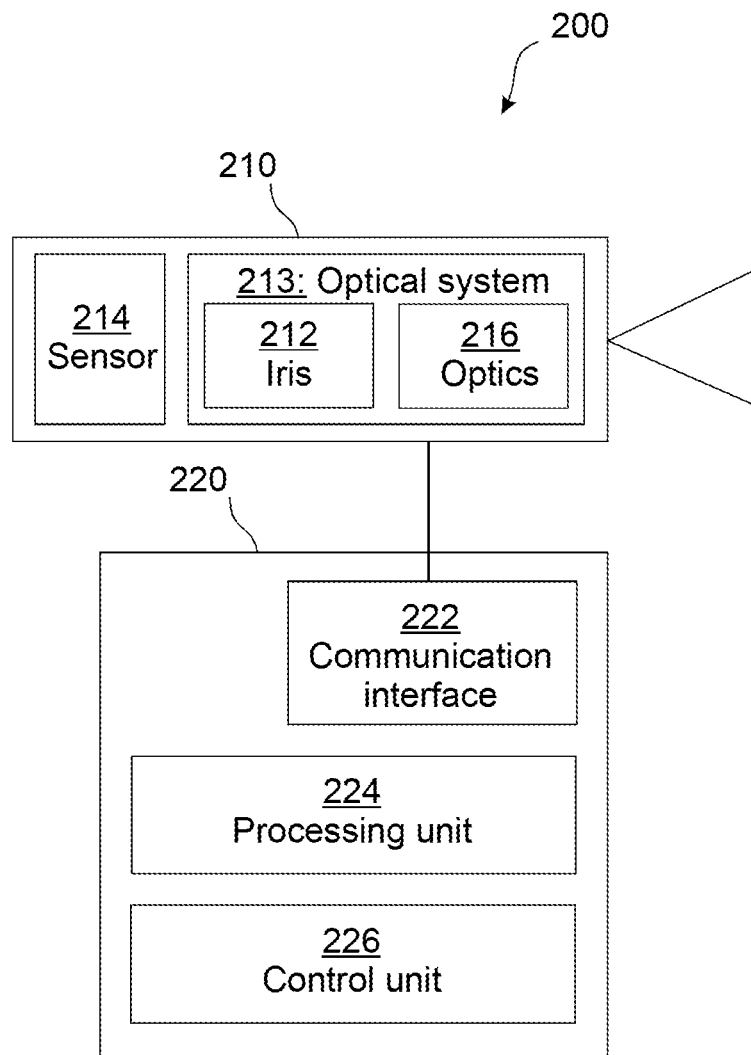 200
210
213: Optical system
214
Sensor
212
Iris
216
Optics
220
222
Communication
interface
224
Processing unit
226
Control unit